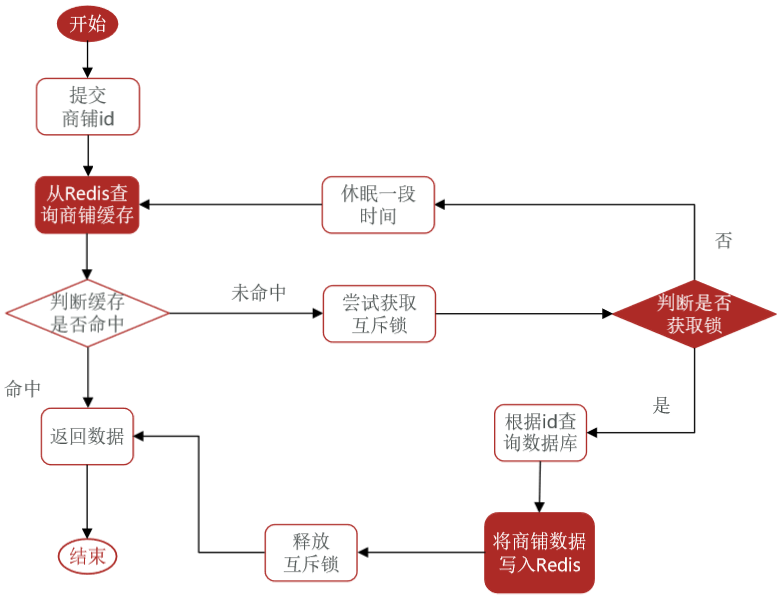 开始
提交
商铺id
从Redis查
询商铺缓存
休眠一段
时间
否
判断缓存
是否命中
未命中
尝试获取
互斥锁
判断是否
获取锁
命中
是
返回数据
根据id查
询数据库
结束
释放
互斥锁
将商铺数据
写入Redis